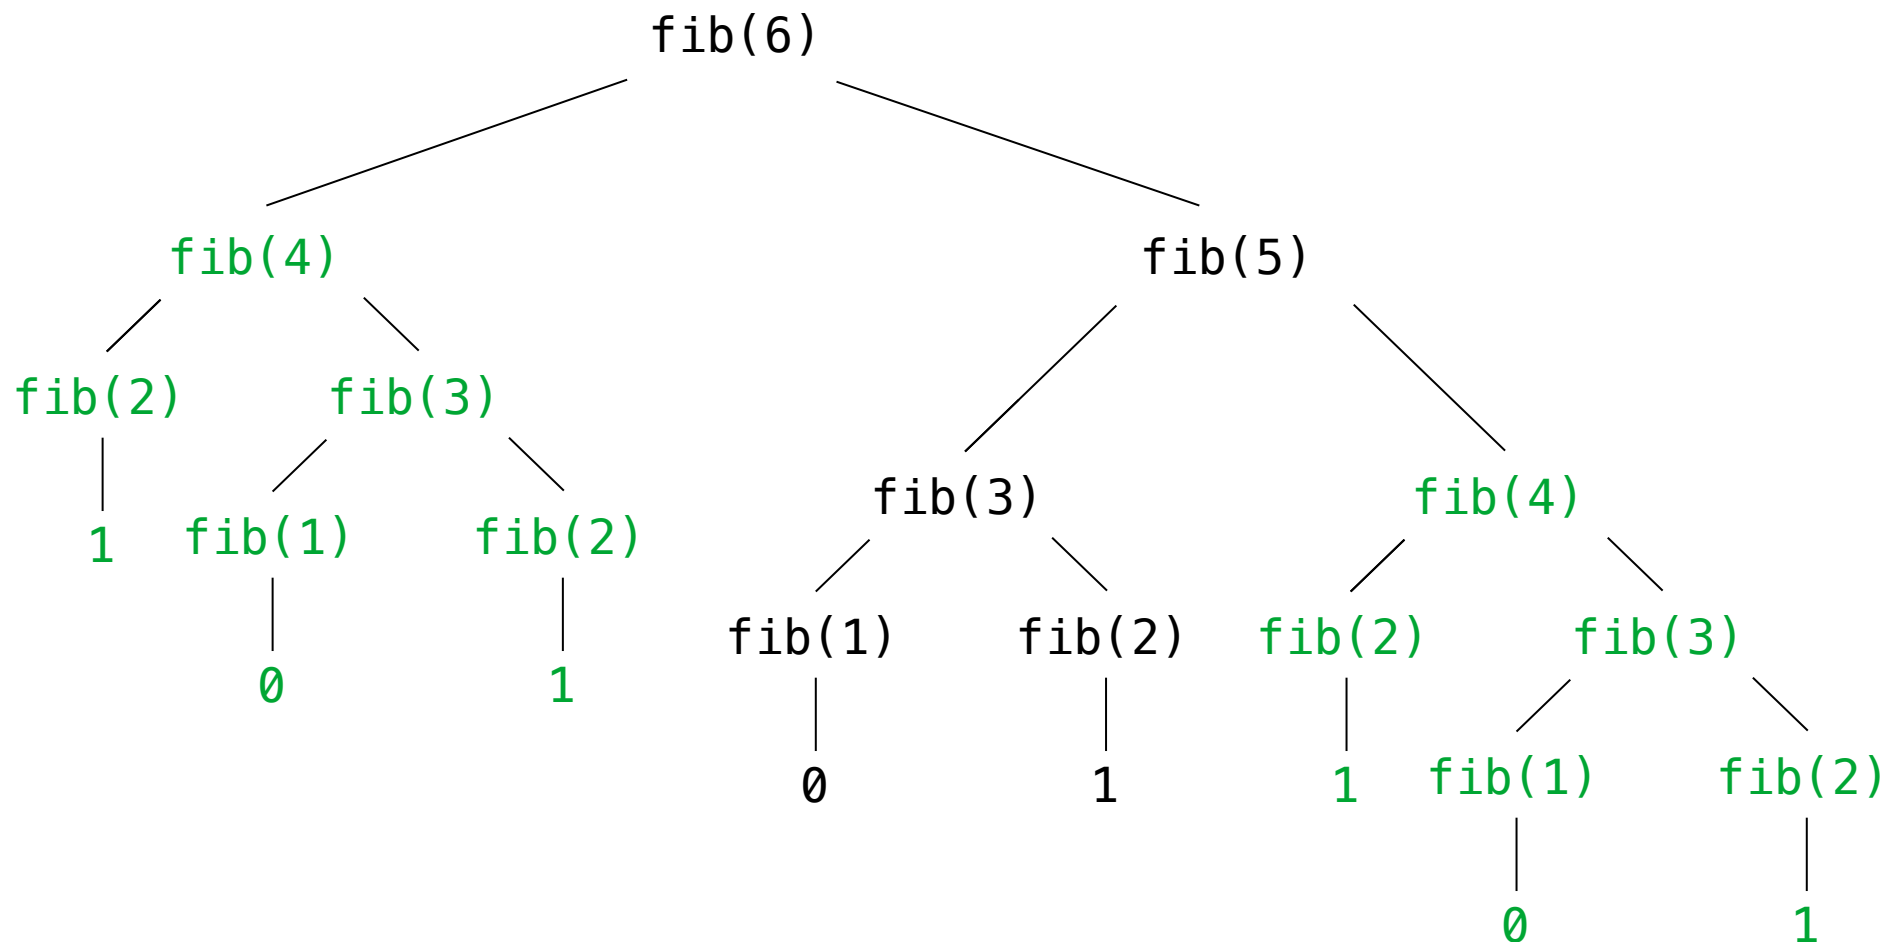 fib(6)
fib(4) fib(5)
fib(2) fib(3)
fib(3) fib(4)
1 fib(1) fib(2)
fib(1) fib(2) fib(2) fib(3)
0 1
0 1 1 fib(1) fib(2)
0 1